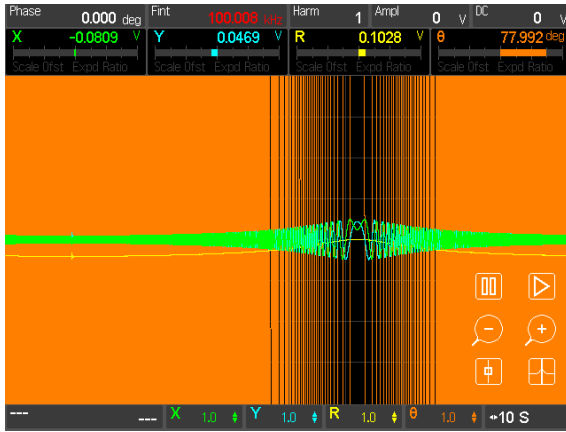 Phase 0.000 deg Fint 100.008 kHz Harm 1 Ampl 0 V DC 0 V
X -0.0809 V Y 0.0469 V R 0.1028 V θ 77.992 deg
Scale Ofst Expd Ratio Scale Ofst Expd Ratio Scale Ofst Expd Ratio Scale Ofst Expd Ratio
--- --- X 1.0 Y 1.0 R 1.0 θ 1.0 10 S